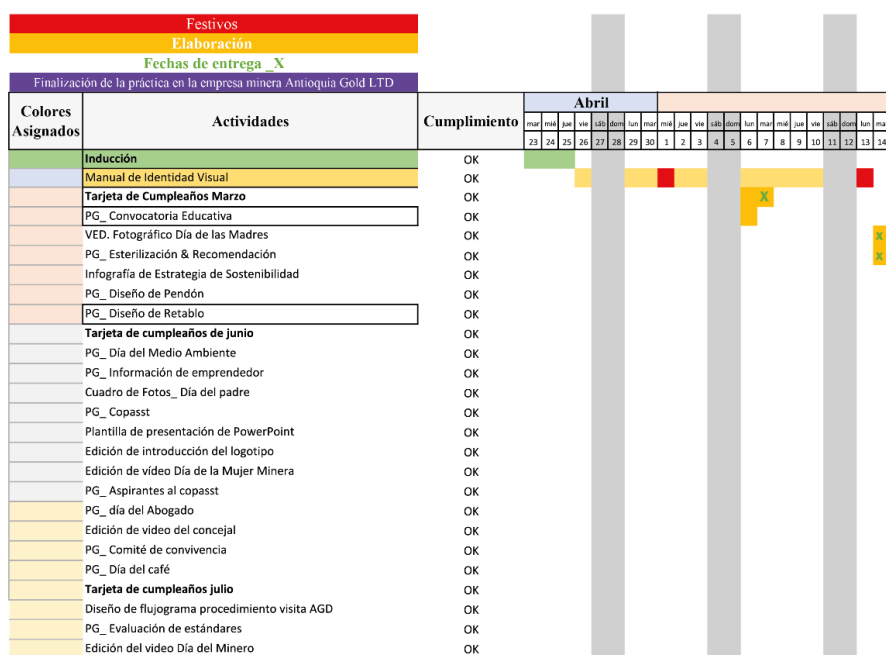 Festivos
Elaboración
Fechas de entrega _X
Finalización de la práctica en la empresa minera Antioquia Gold LTD
Colores Asignados Actividades Cumplimiento Abril
mar mié jue vie sáb dom lun mar mié jue vie sáb dom lun mar mié jue vie sáb dom lun ma
23 24 25 26 27 28 29 30 1 2 3 4 5 6 7 8 9 10 11 12 13 14
Inducción OK
Manual de Identidad Visual OK
Tarjeta de Cumpleaños Marzo OK X
PG_ Convocatoria Educativa OK
VED. Fotográfico Día de las Madres OK X
PG_ Esterilización & Recomendación OK X
Infografía de Estrategia de Sostenibilidad OK
PG_ Diseño de Pendón OK
PG_ Diseño de Retablo OK
Tarjeta de cumpleaños de junio OK
PG_ Día del Medio Ambiente OK
PG_ Información de emprendedor OK
Cuadro de Fotos_ Día del padre OK
PG_ Copasst OK
Plantilla de presentación de PowerPoint OK
Edición de introducción del logotipo OK
Edición de vídeo Día de la Mujer Minera OK
PG_ Aspirantes al copasst OK
PG_ día del Abogado OK
Edición de video del concejal OK
PG_ Comité de convivencia OK
PG_ Día del café OK
Tarjeta de cumpleaños julio OK
Diseño de flujograma procedimiento visita AGD OK
PG_ Evaluación de estándares OK
Edición del video Día del Minero OK